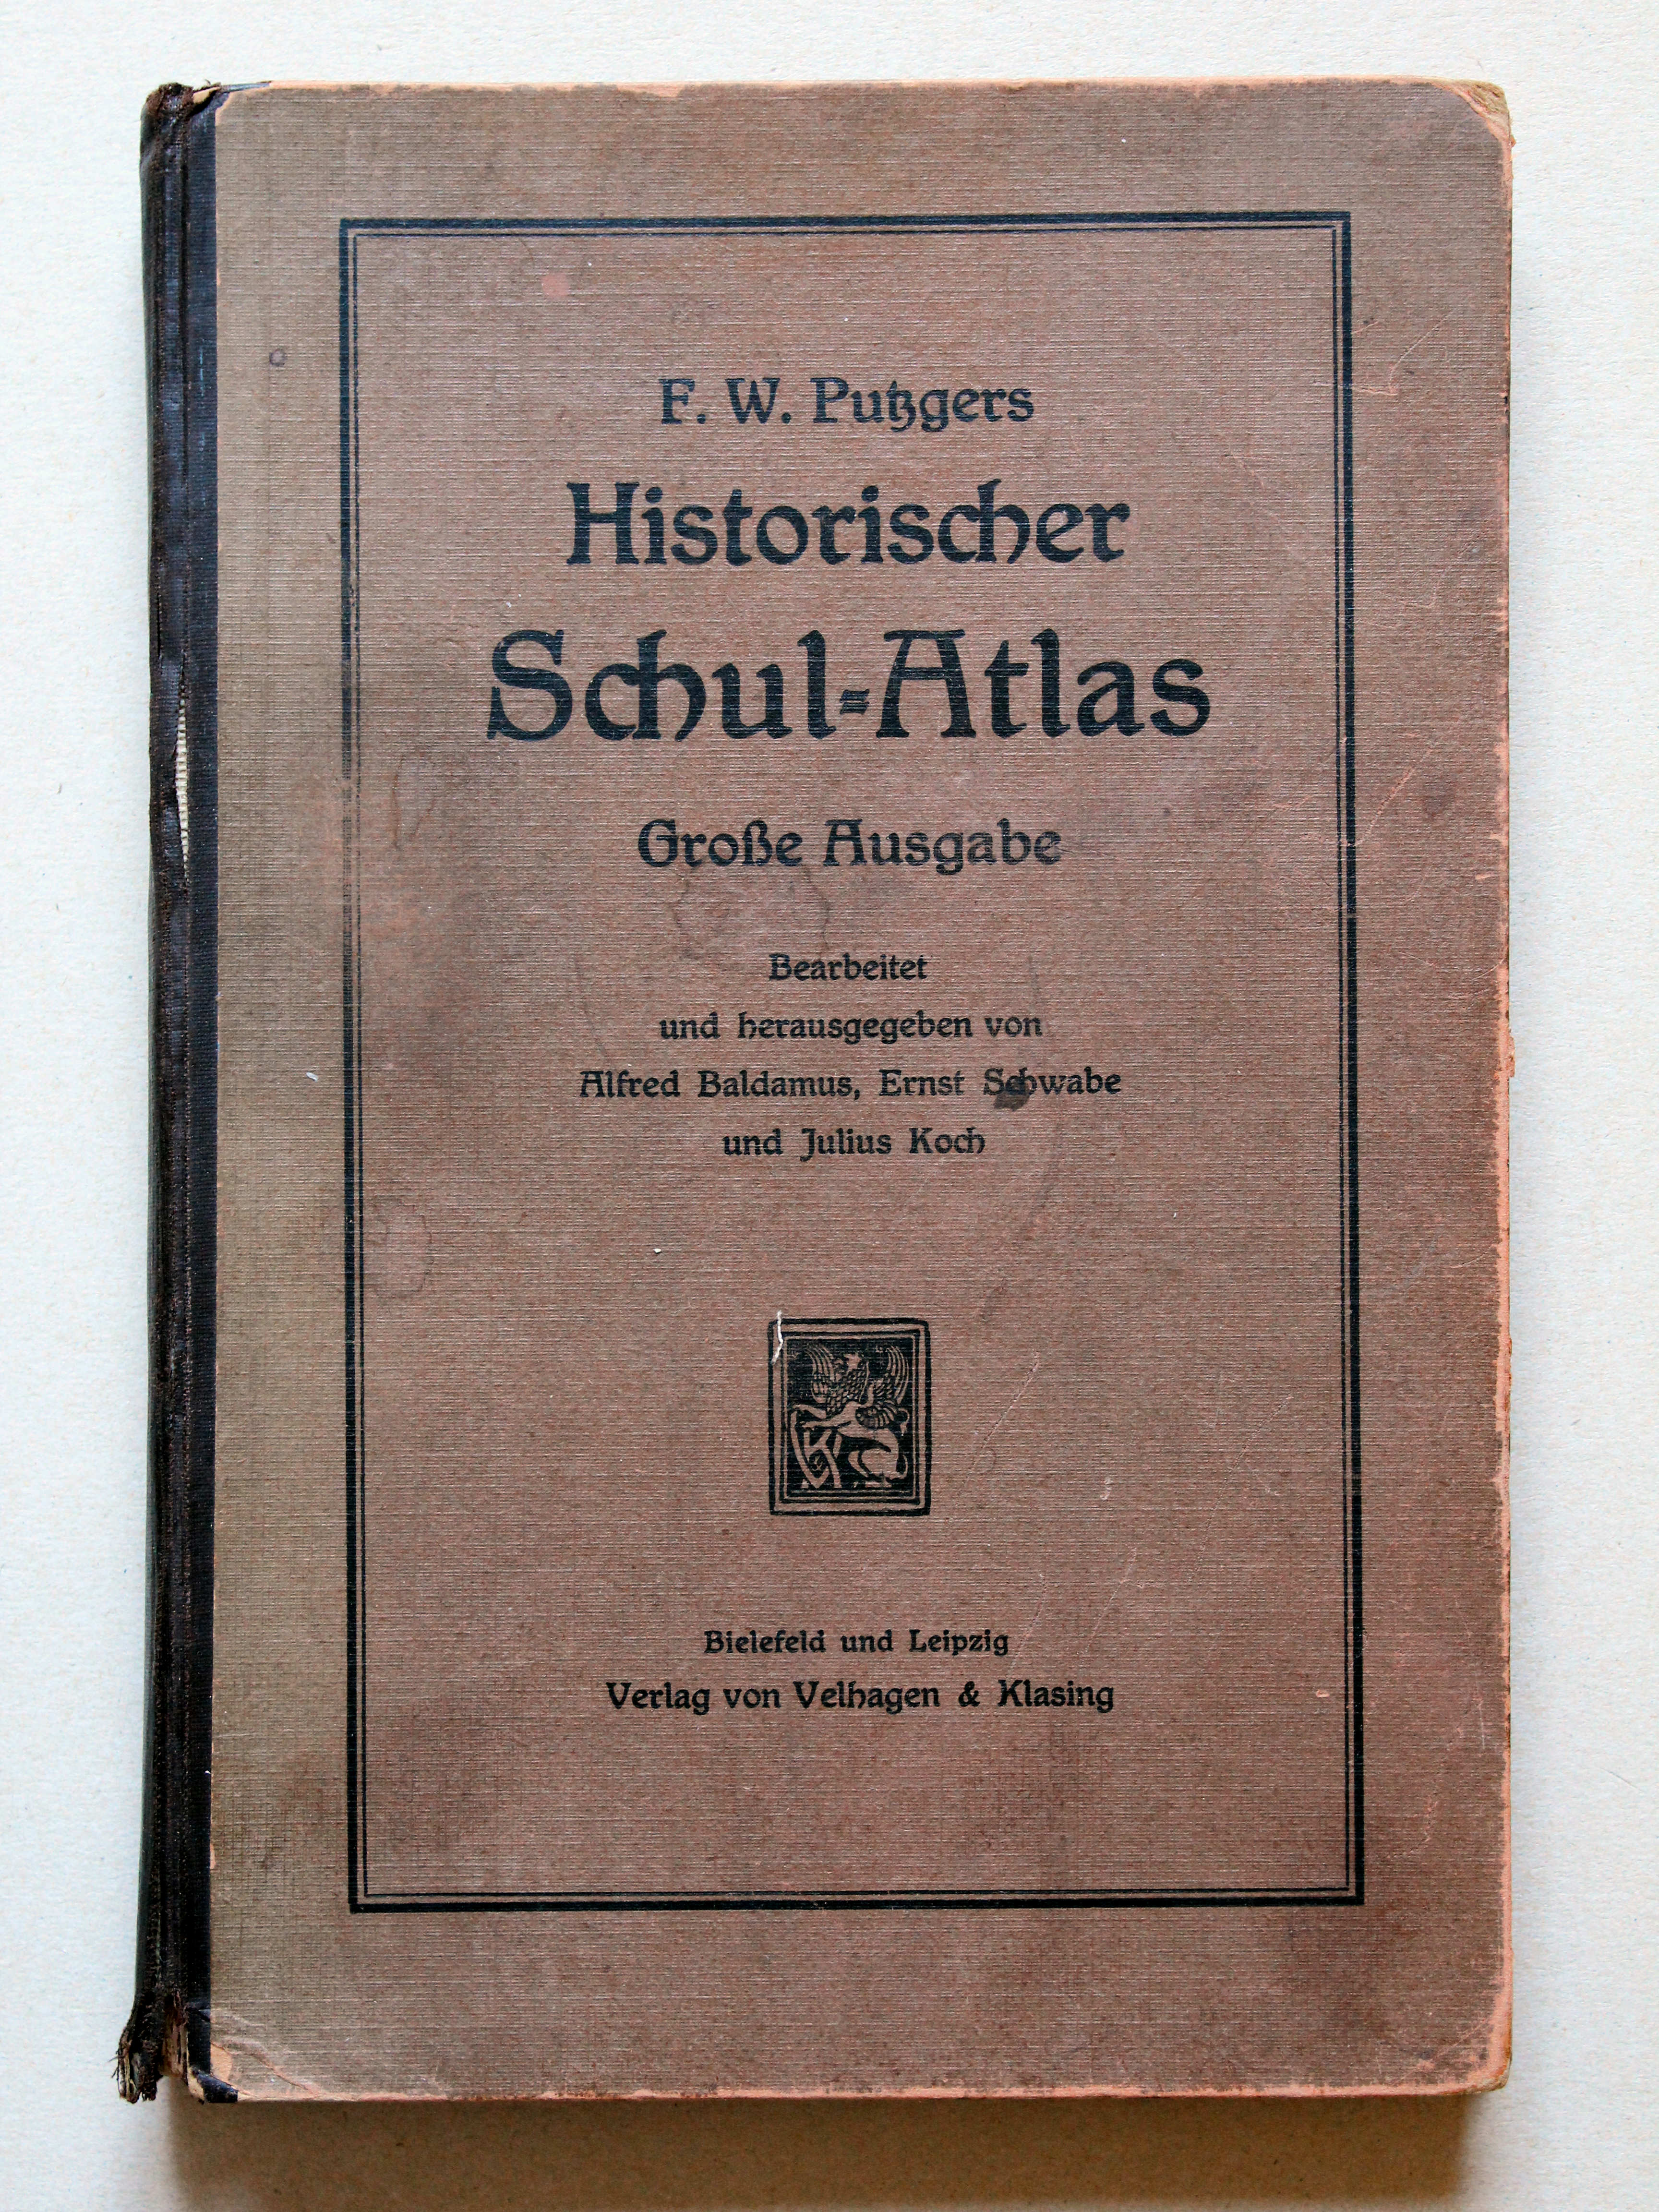 F. W. Putzgers
Historischer
Schul-Atlas
Große Ausgabe
Bearbeitet
und herausgegeben von
Alfred Baldamus, Ernst Schwabe
und Julius Koch
VK
Bielefeld und Leipzig
Verlag von Velhagen & Klasing